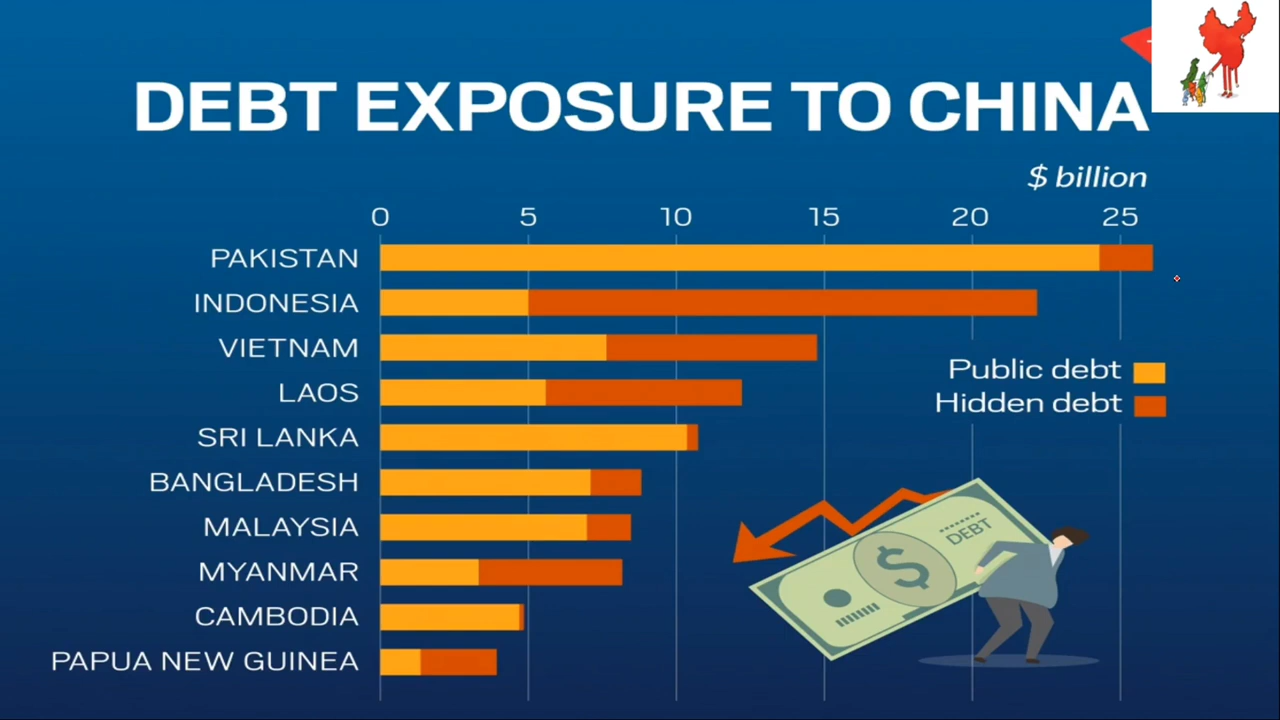 DEBT EXPOSURE TO CHINA
$ billion
0 5 10 15 20 25
PAKISTAN
INDONESIA
VIETNAM
LAOS
SRI LANKA
BANGLADESH
MALAYSIA
MYANMAR
CAMBODIA
PAPUA NEW GUINEA
Public debt
Hidden debt
DEBT
$